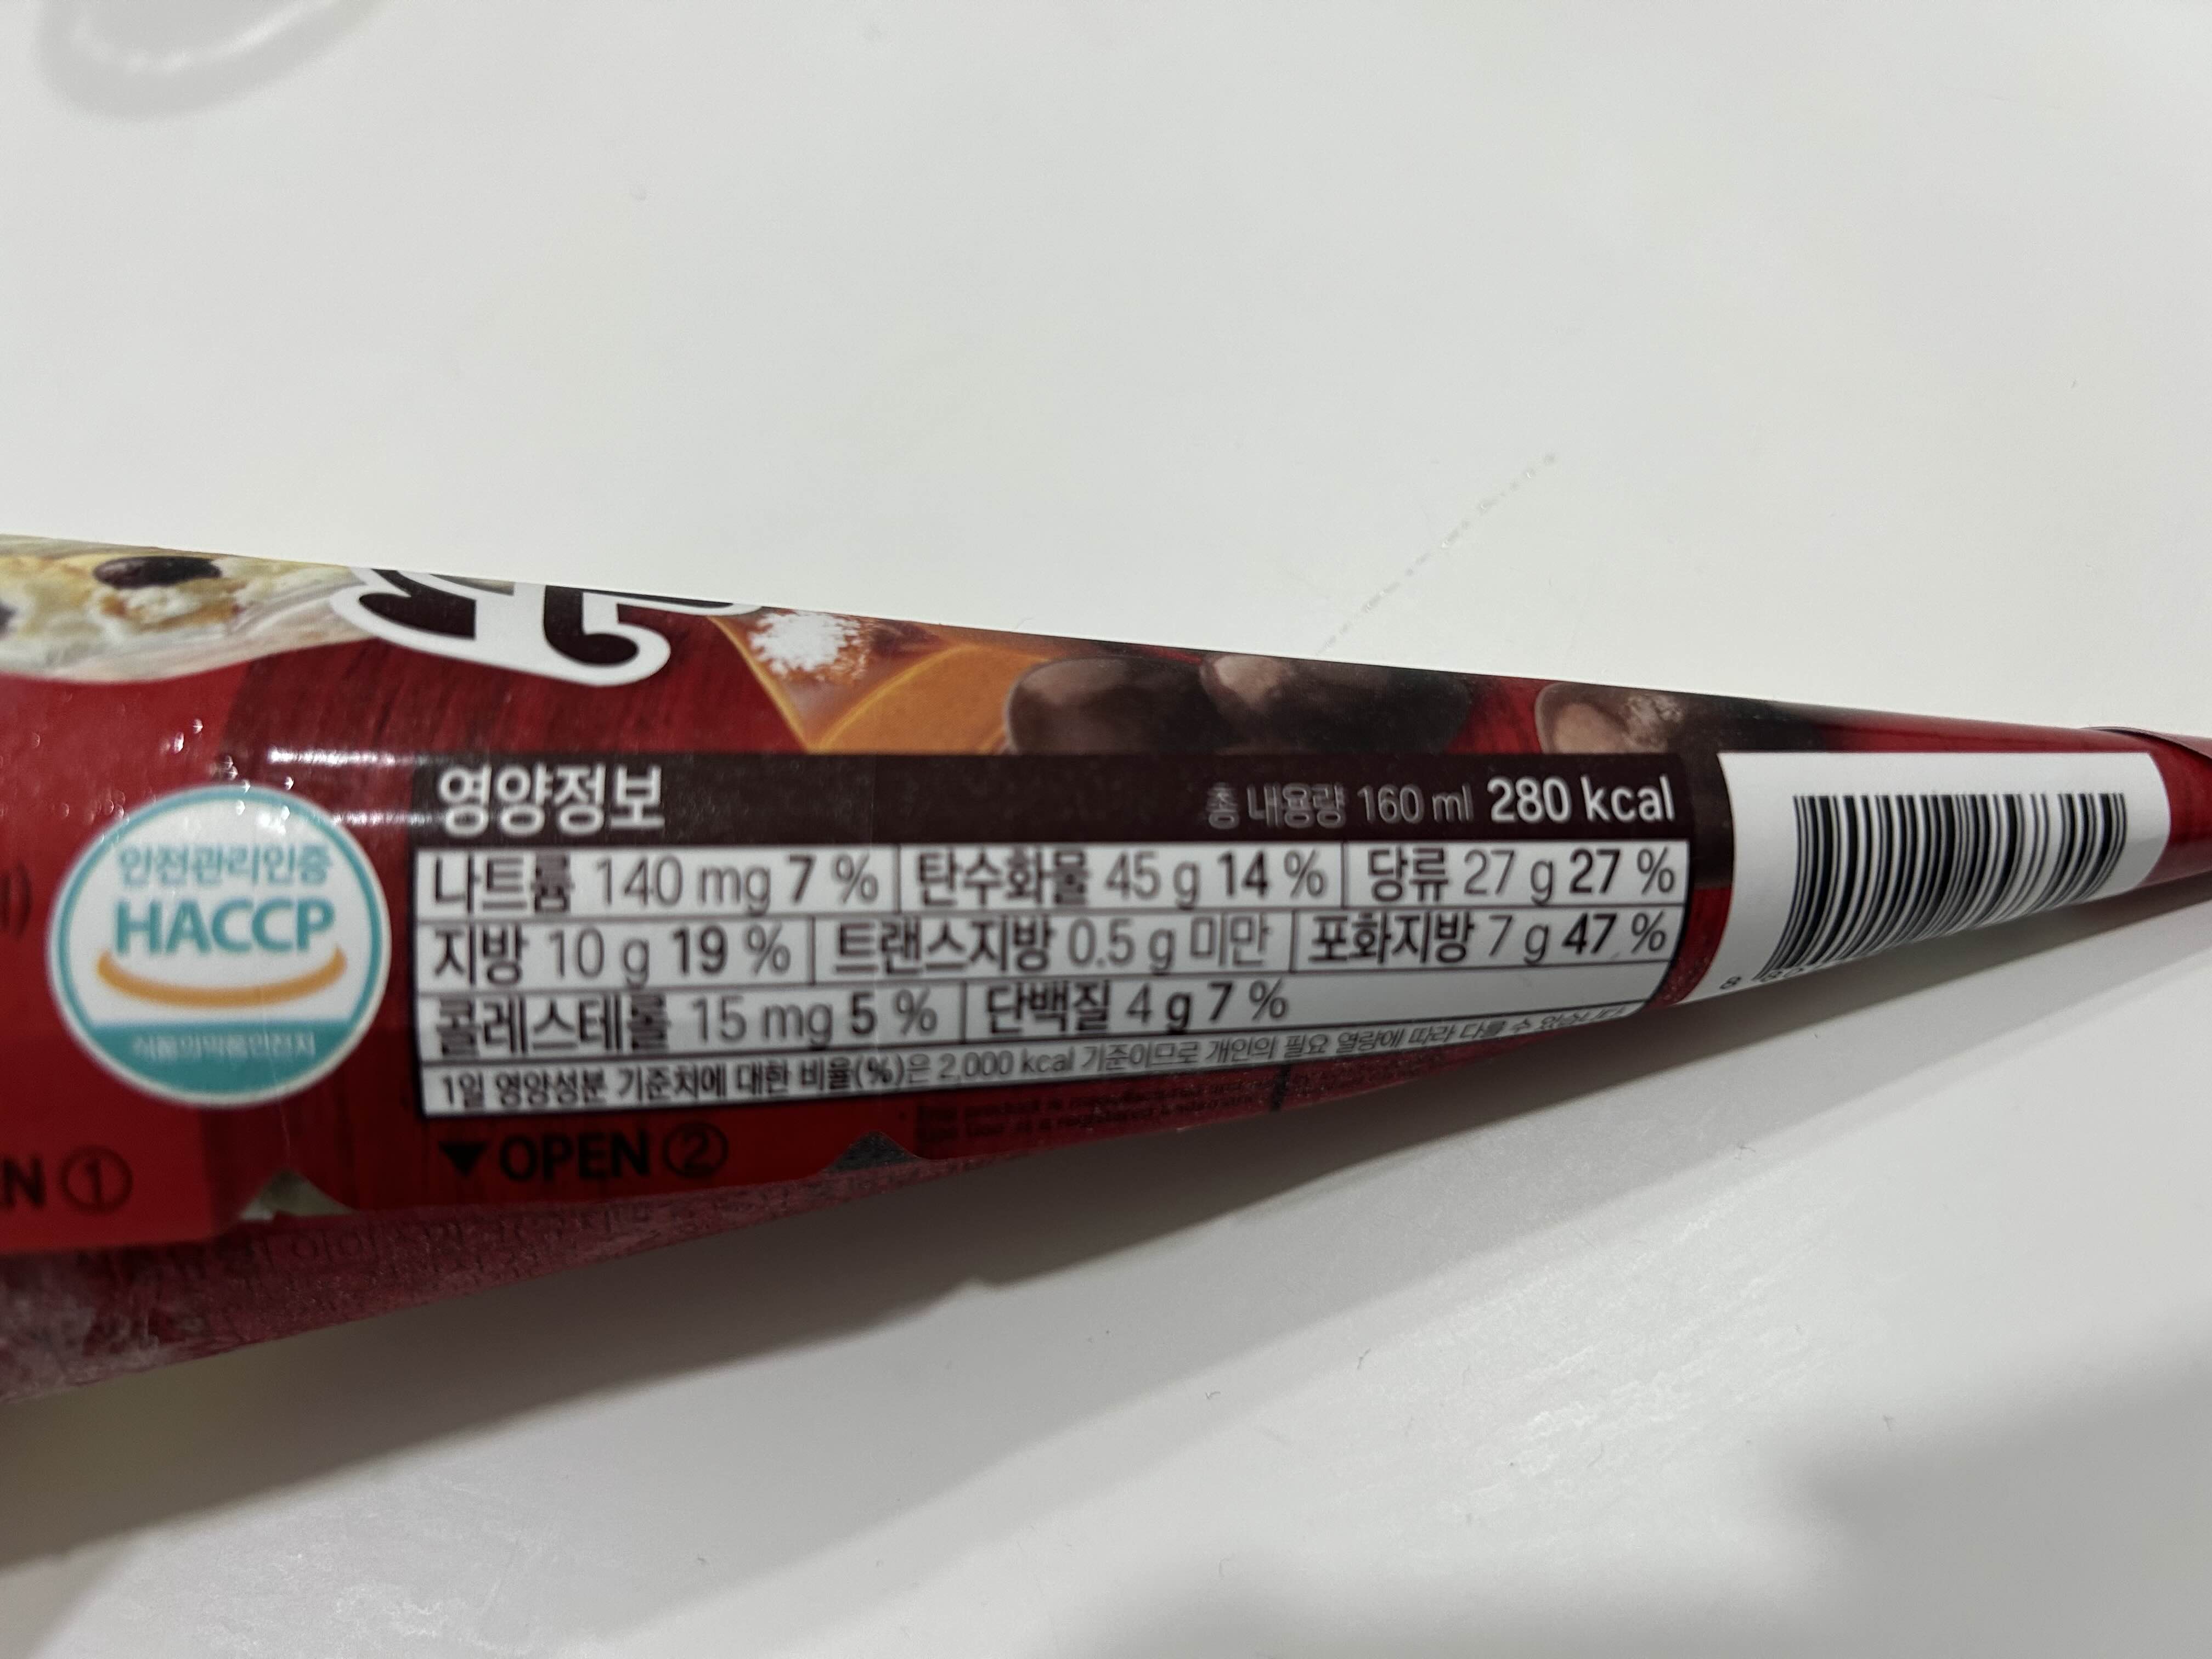 영양정보 총 내용량 160 ml 280 kcal
나트륨 140 mg 7 % 탄수화물 45 g 14 % 당류 27 g 27 %
지방 10 g 19 % 트랜스지방 0.5 g 미만 포화지방 7 g 47 %
콜레스테롤 15 mg 5 % 단백질 4 g 7 %
1일 영양성분 기준치에 대한 비율(%)은 2,000 kcal 기준이므로 개인의 필요 열량에 따라 다를 수 있습니다.
안전관리인증
HACCP
식품의약품안전처
EN ①
▼OPEN ②